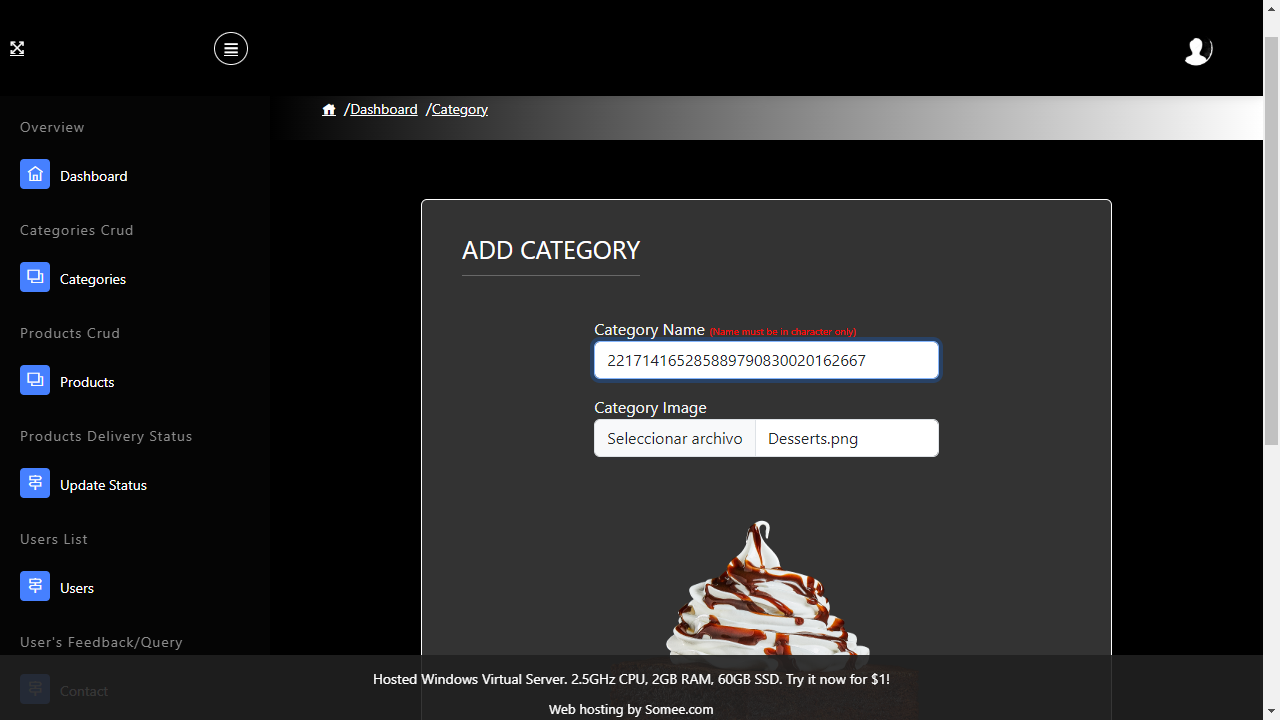 /Dashboard /Category
Overview
Dashboard
Categories Crud
Categories
Products Crud
Products
Products Delivery Status
Update Status
Users List
Users
User's Feedback/Query
Contact
ADD CATEGORY
Category Name (Name must be in character only)
221714165285889790830020162667
Category Image
Seleccionar archivo Desserts.png
Hosted Windows Virtual Server. 2.5GHz CPU, 2GB RAM, 60GB SSD. Try it now for $1!
Web hosting by Somee.com